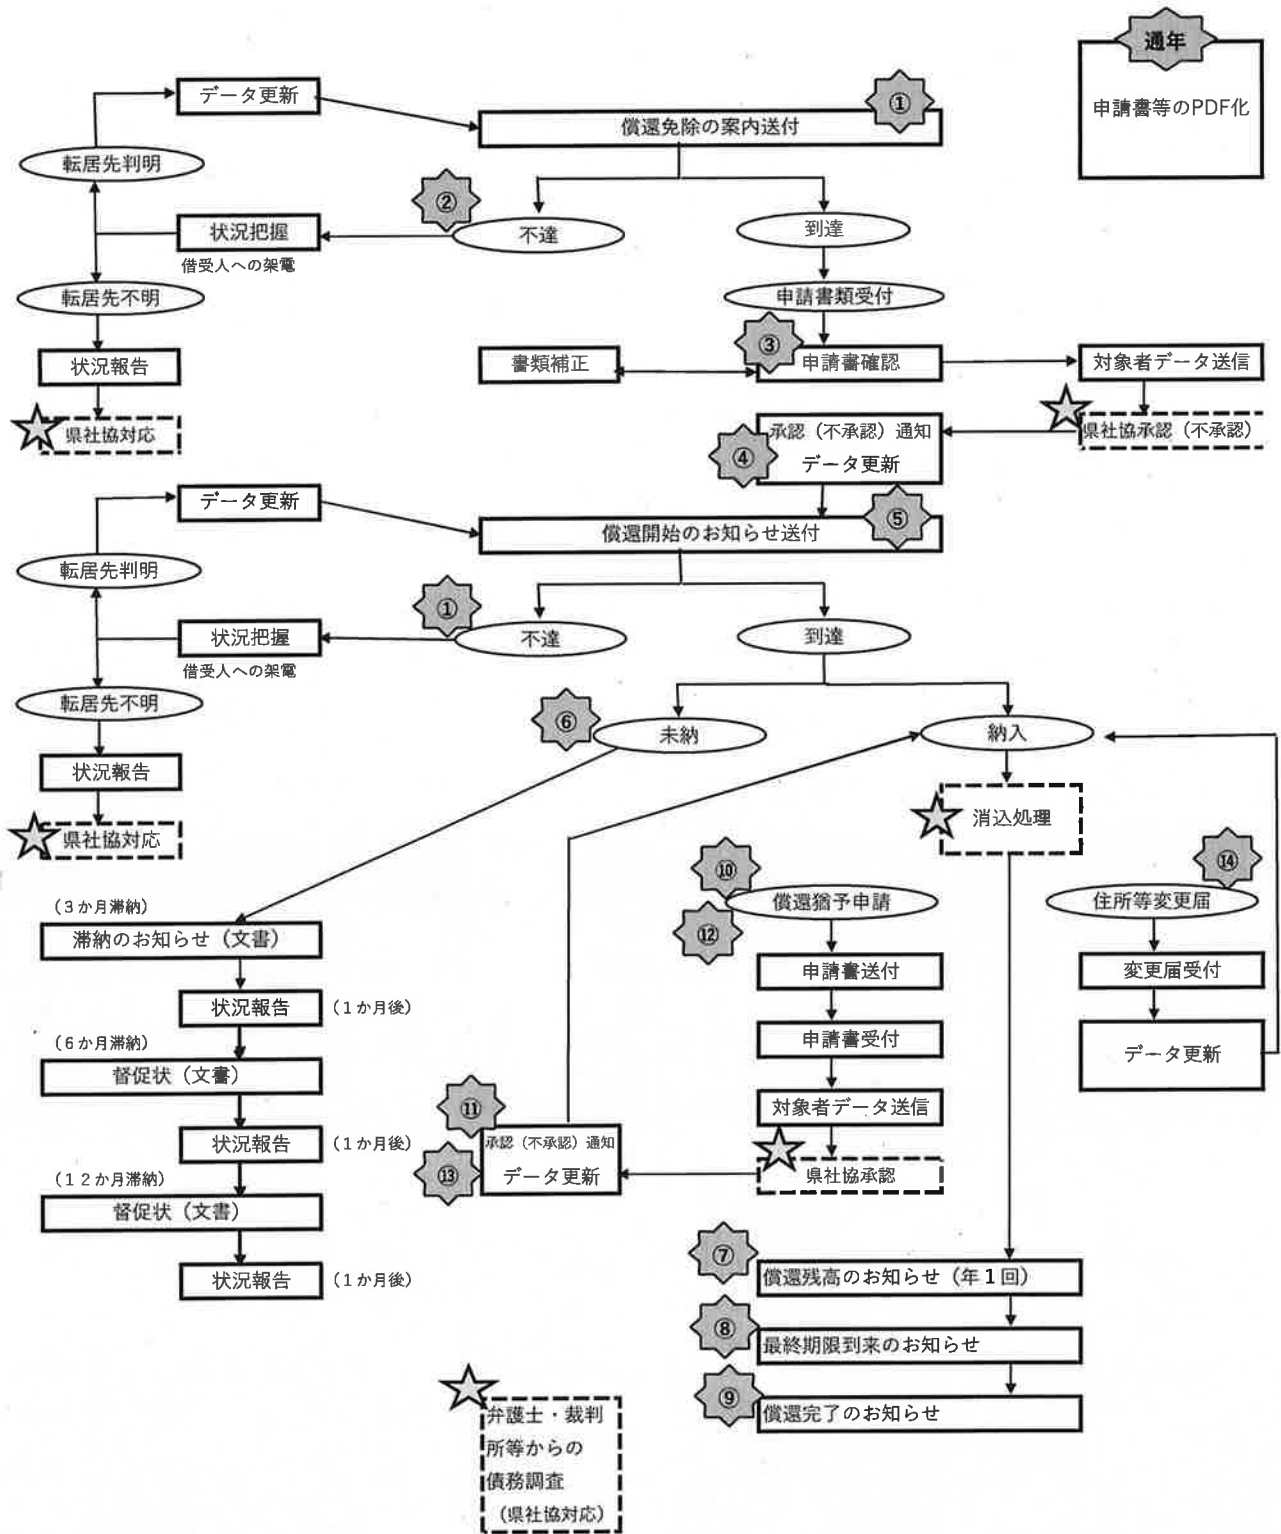 通年
申請書等のPDF化
データ更新
①
償還免除の案内送付
転居先判明
②
状況把握
不達
到達
借受人への架電
転居先不明
申請書類受付
③
状況報告
書類補正
申請書確認
対象者データ送信
県社協対応
承認（不承認）通知
県社協承認（不承認）
④
データ更新
データ更新
⑤
償還開始のお知らせ送付
転居先判明
①
状況把握
不達
到達
借受人への架電
転居先不明
⑥
未納
納入
状況報告
消込処理
県社協対応
⑩
⑭
償還猶予申請
住所等変更届
（３か月滞納）
⑫
滞納のお知らせ（文書）
申請書送付
変更届受付
状況報告
（１か月後）
申請書受付
データ更新
（６か月滞納）
督促状（文書）
⑪
対象者データ送信
状況報告
（１か月後）
承認（不承認）通知
⑬
データ更新
県社協承認
（１２か月滞納）
督促状（文書）
⑦
状況報告
（１か月後）
償還残高のお知らせ（年１回）
⑧
最終期限到来のお知らせ
⑨
償還完了のお知らせ
弁護士・裁判
所等からの
債務調査
（県社協対応）